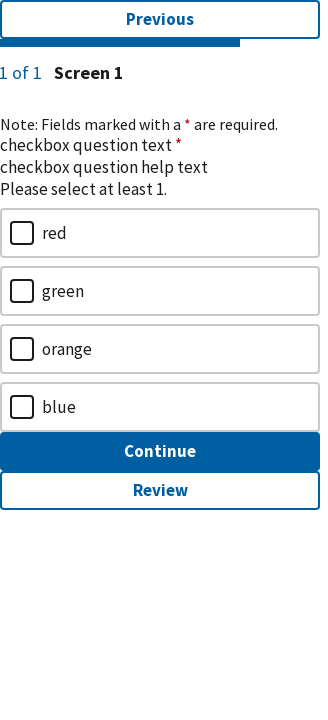 Previous
1 of 1 Screen 1
Note: Fields marked with a * are required.
checkbox question text *
checkbox question help text
Please select at least 1.
red
green
orange
blue
Continue
Review